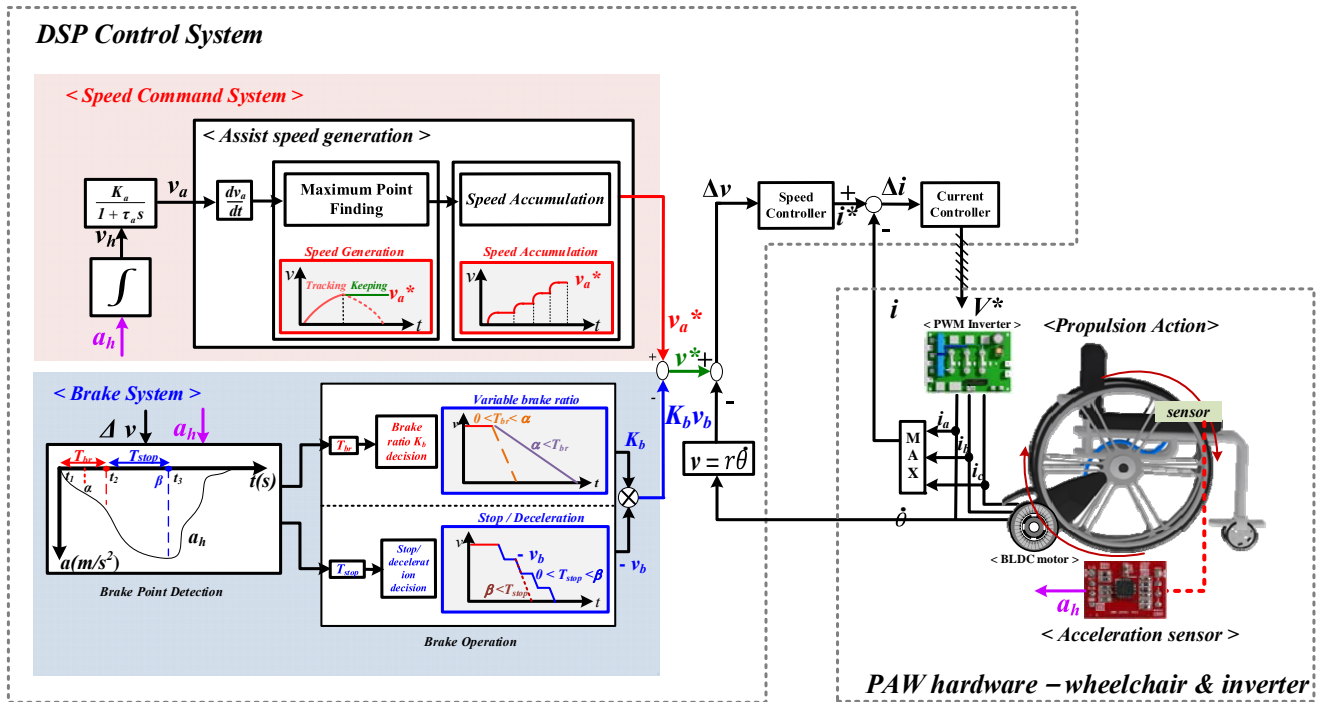 DSP Control System
< Speed Command System >
< Assist speed generation >
K_a
1 + τ_a s
v_a
dv_a
dt
Maximum Point
Finding
Speed Accumulation
v_h
∫
a_h
Speed Generation
v
Tracking
Keeping
v_a*
t
Speed Accumulation
v
v_a*
t
v_a*
+
v*
+
-
-
K_b v_b
Δv
Speed
Controller
+
i*
Δi
-
Current
Controller
i
V*
< PWM Inverter >
<Propulsion Action>
sensor
i_a
i_b
i_c
M
A
X
v = rθ̇
θ̇
< BLDC motor >
a_h
< Acceleration sensor >
PAW hardware – wheelchair & inverter
< Brake System >
Δ v
a_h
T_br
T_stop
t_1
α
t_2
β
t_3
t(s)
a_h
a(m/s²)
Brake Point Detection
T_br
Brake
ratio K_b
decision
Variable brake ratio
v
0 <T_br< α
α <T_br
t
K_b
T_stop
Stop/
decelerat
ion
decision
Stop / Deceleration
v
- v_b
0 < T_stop <β
β <T_stop
t
- v_b
Brake Operation